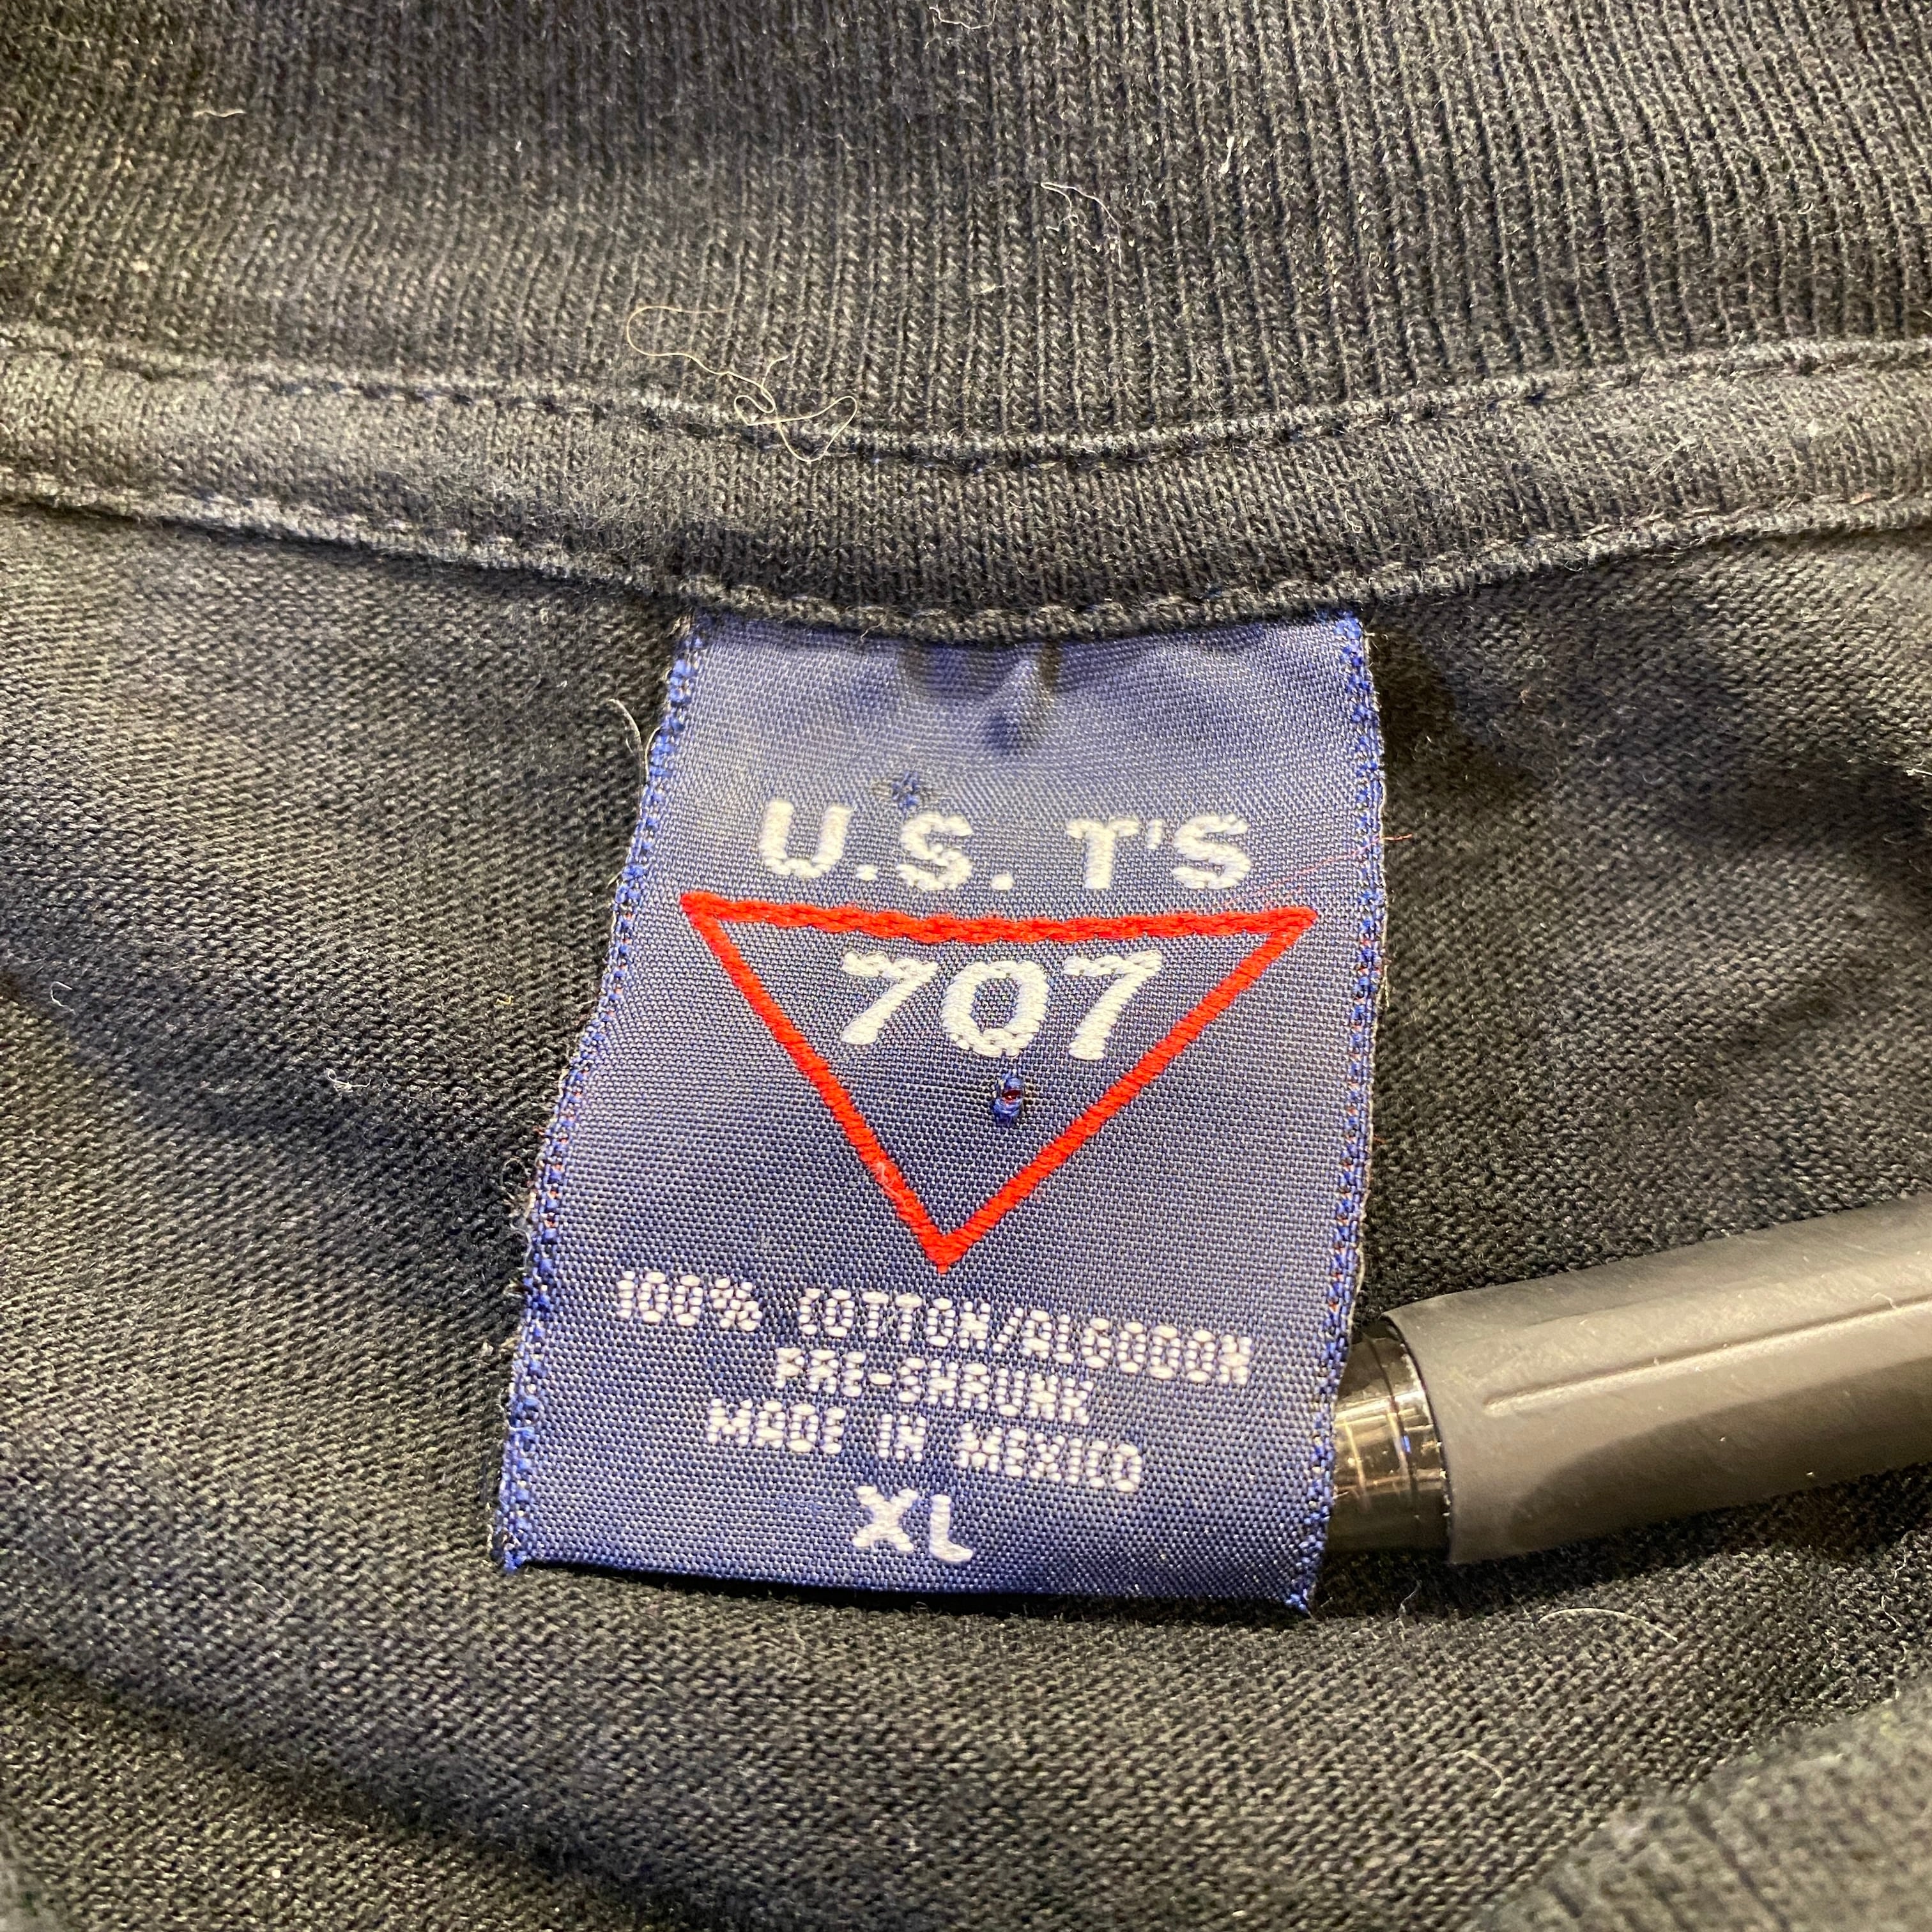 U.S. T'S
707
100% COTTON/ALGODON
PRE-SHRUNK
MADE IN MEXICO
XL